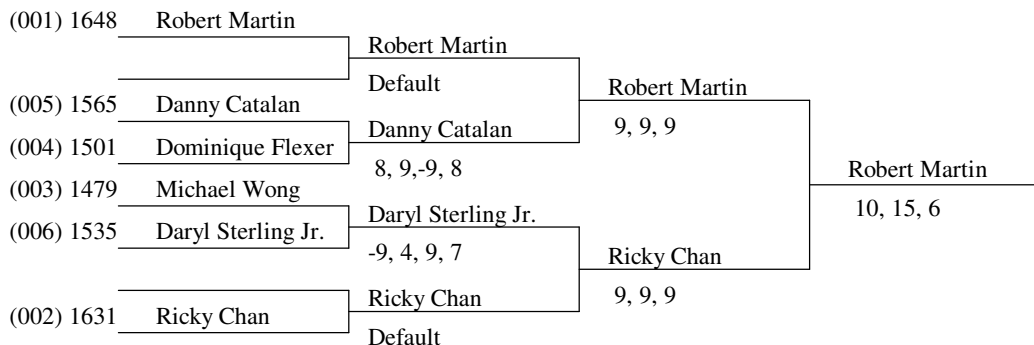 (001) 1648 Robert Martin
Robert Martin
Default
Robert Martin
(005) 1565 Danny Catalan
Danny Catalan
9, 9, 9
(004) 1501 Dominique Flexer
8, 9,-9, 8
Robert Martin
(003) 1479 Michael Wong
10, 15, 6
Daryl Sterling Jr.
(006) 1535 Daryl Sterling Jr.
-9, 4, 9, 7
Ricky Chan
9, 9, 9
Ricky Chan
(002) 1631 Ricky Chan
Default